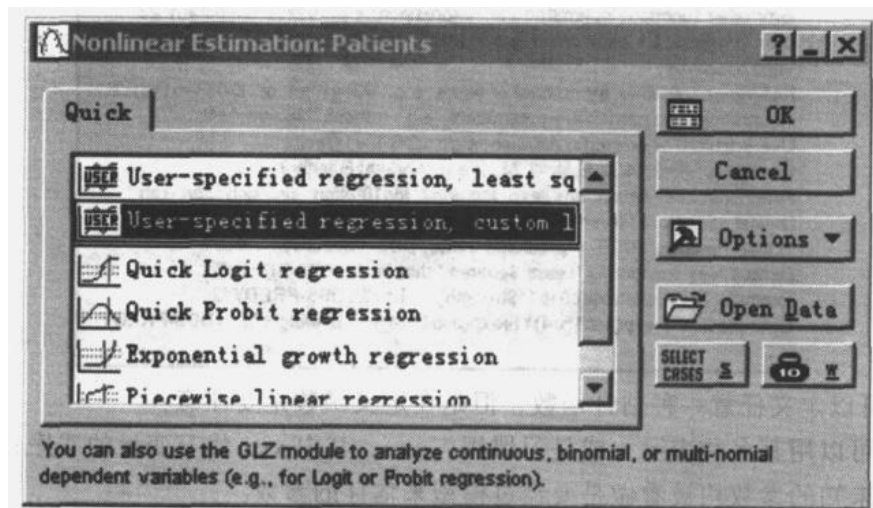 Nonlinear Estimation: Patients
Quick
User-specified regression, least sq
User-specified regression, custom l
Quick Logit regression
Quick Probit regression
Exponential growth regression
Piecewise linear regression
OK
Cancel
Options
Open Data
SELECT CASES S
10 W
You can also use the GLZ module to analyze continuous, binomial, or multi-nomial
dependent variables (e.g., for Logit or Probit regression).